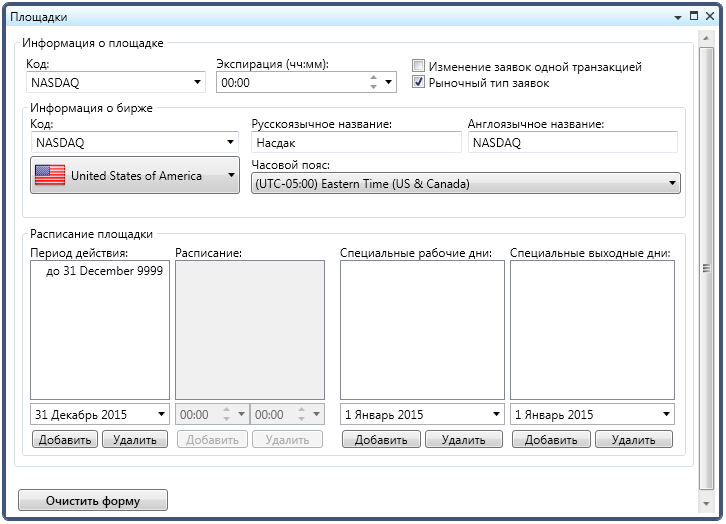 Площадки
Информация о площадке
Код: Экспирация (чч:мм):
Изменение заявок одной транзакцией
NASDAQ 00:00
Рыночный тип заявок
Информация о бирже
Код: Русскоязычное название: Англоязычное название:
NASDAQ Насдак NASDAQ
Часовой пояс:
United States of America (UTC-05:00) Eastern Time (US & Canada)
Расписание площадки
Период действия: Расписание: Специальные рабочие дни: Специальные выходные дни:
до 31 December 9999
31 Декабрь 2015 00:00 00:00 1 Январь 2015 1 Январь 2015
Добавить Удалить Добавить Удалить Добавить Удалить Добавить Удалить
Очистить форму